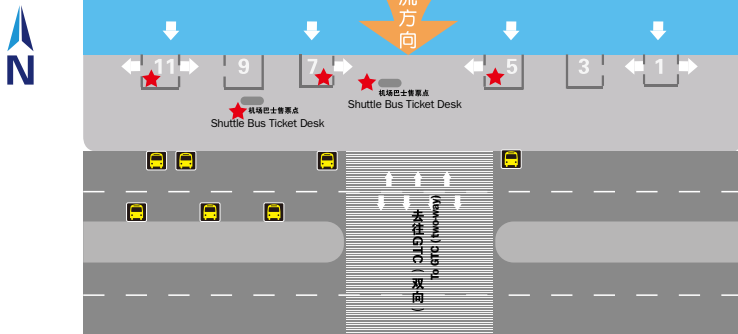 流
方
向
N
11
9
7
5
3
1
机场巴士售票点
Shuttle Bus Ticket Desk
机场巴士售票点
Shuttle Bus Ticket Desk
去往GTC（双向）
To GTC (two-way)